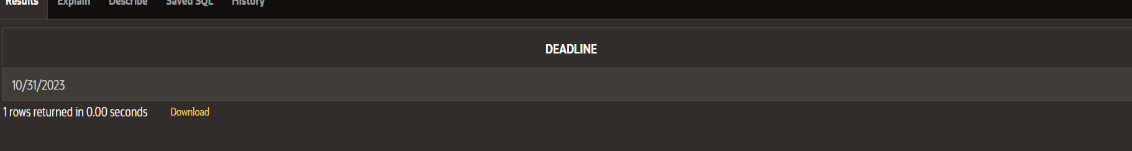 Results Explain Describe Saved SQL History
DEADLINE
10/31/2023
1 rows returned in 0.00 seconds Download